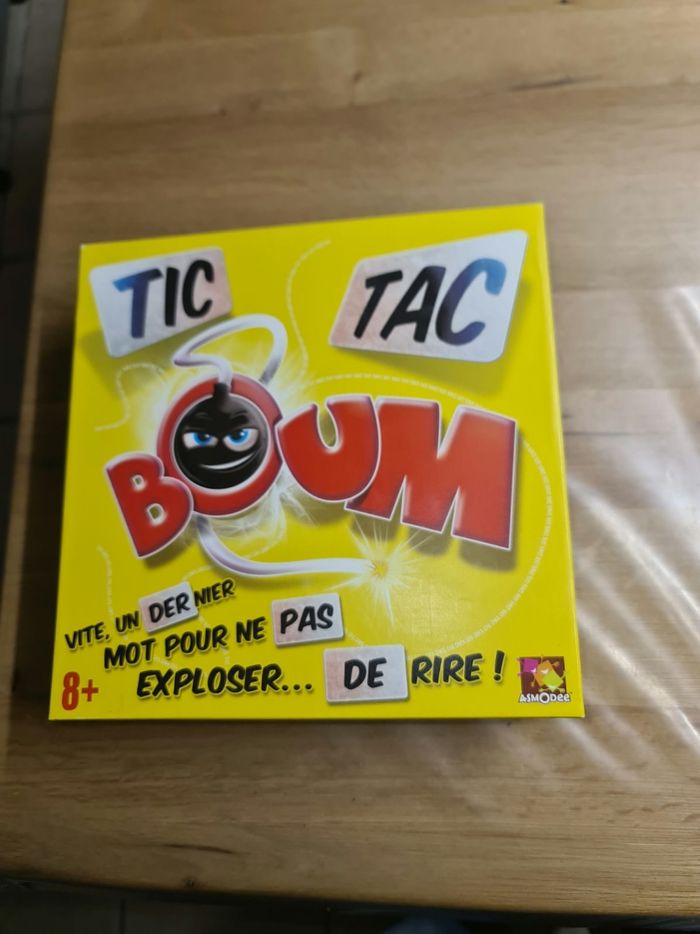 TIC TAC
BOUM
VITE, UN DERNIER
MOT POUR NE PAS
EXPLOSER... DE RIRE !
8+
ASMODee